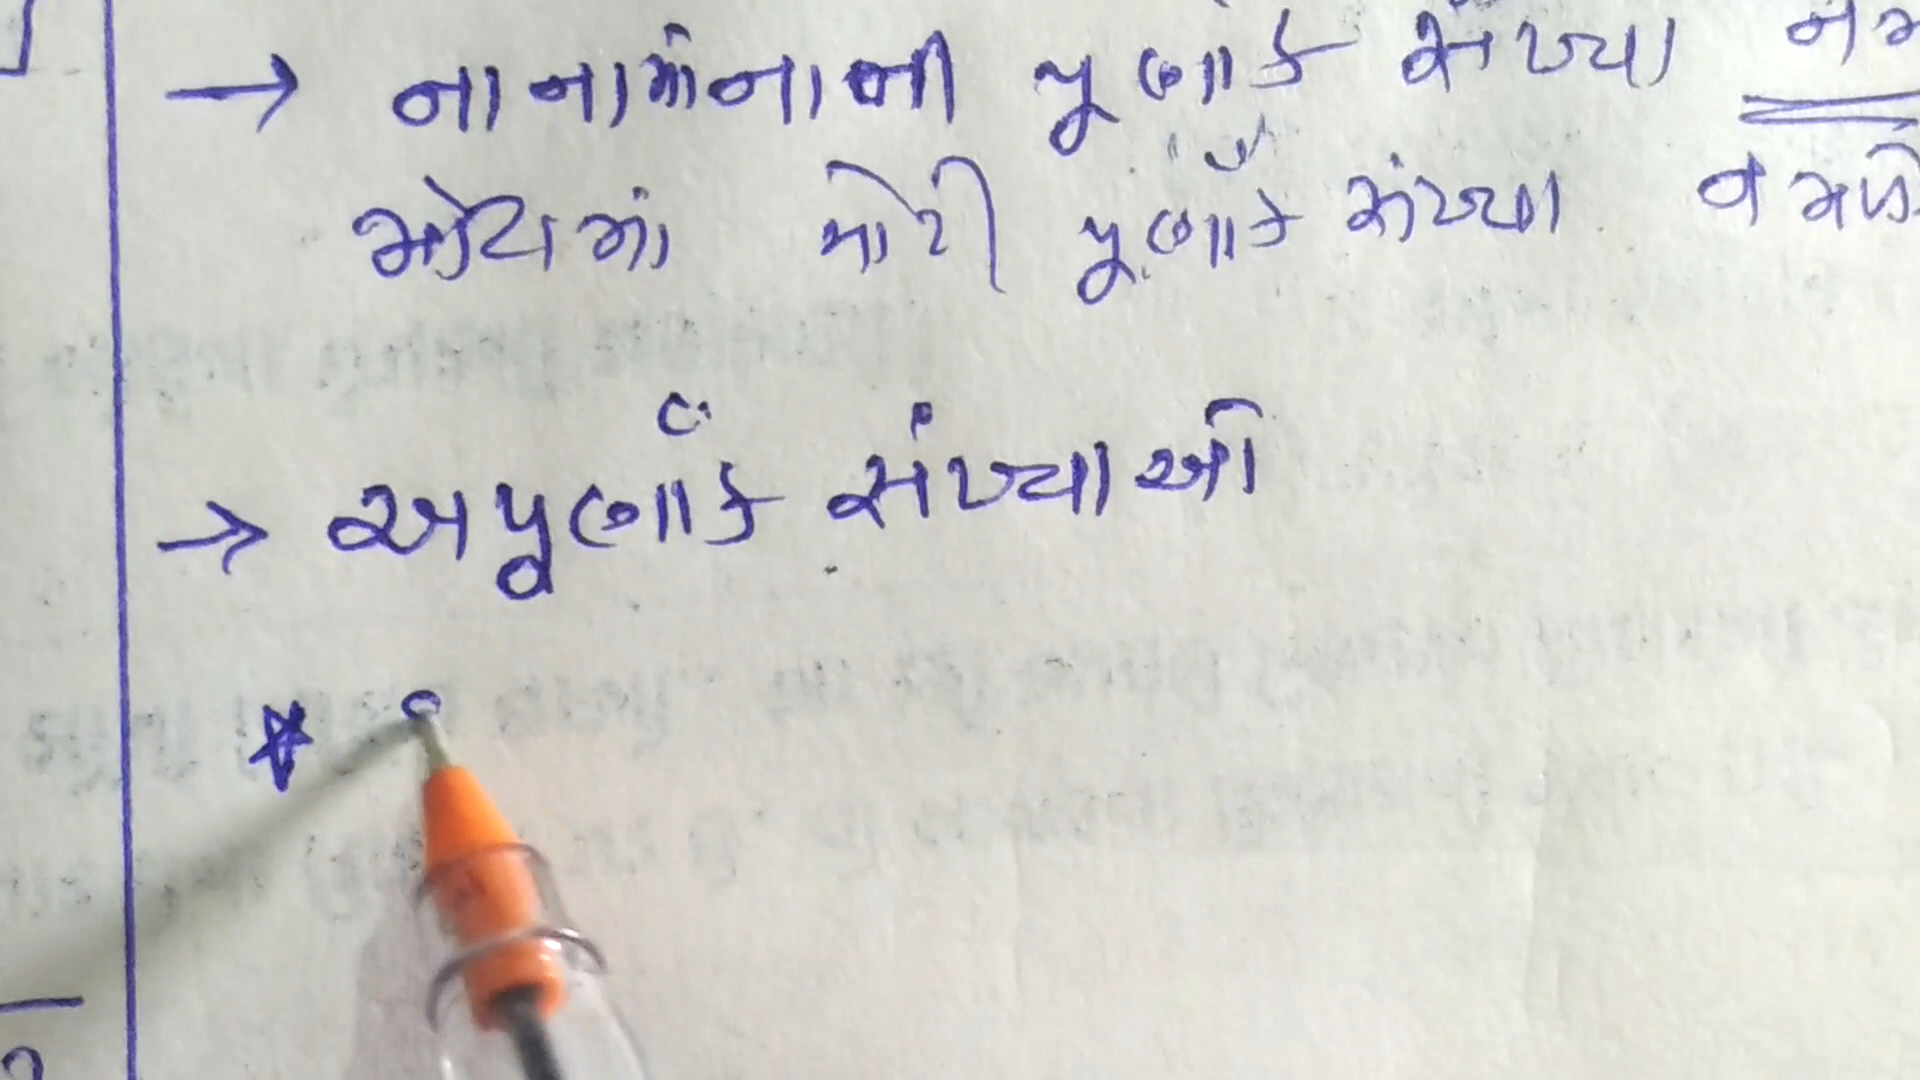 → નાનામાંનાની પૂર્ણાંક સંખ્યા
મોટામાં મોટી પૂર્ણાંક સંખ્યા
→ અપૂર્ણાંક સંખ્યાઓ